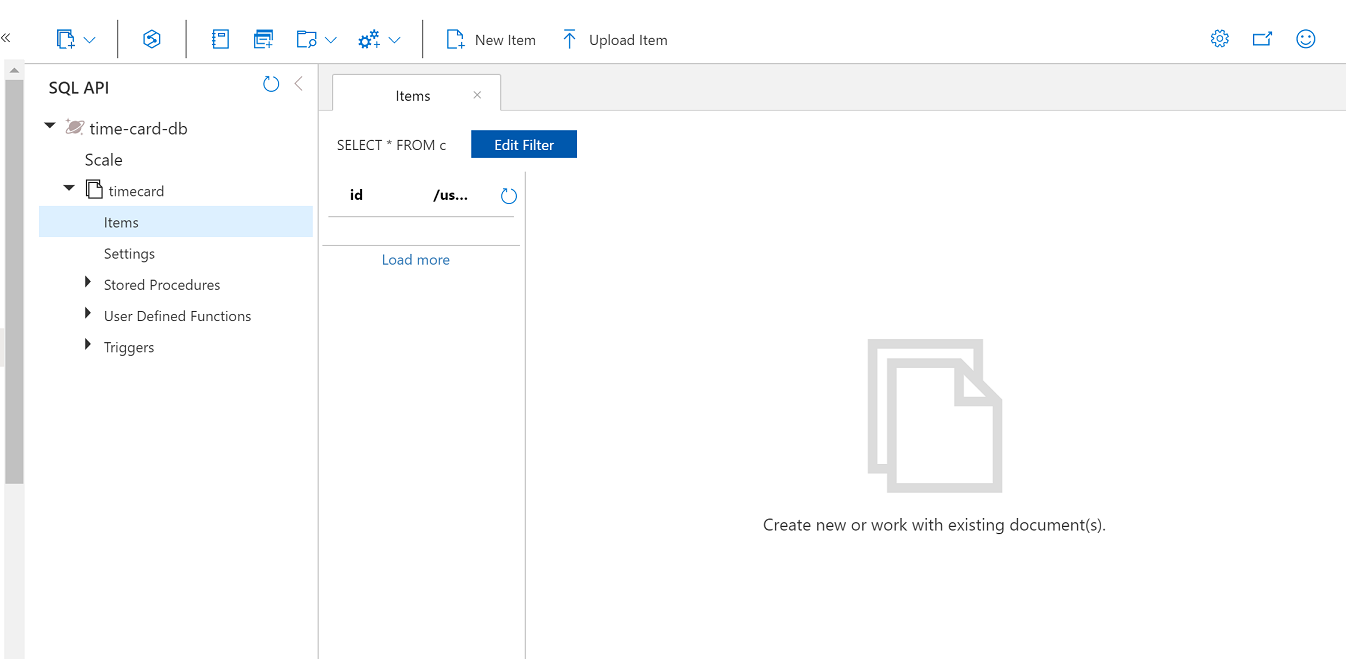 New Item
Upload Item
SQL API
time-card-db
Scale
timecard
Items
Settings
Stored Procedures
User Defined Functions
Triggers
Items
SELECT * FROM c
Edit Filter
id /us...
Load more
Create new or work with existing document(s).